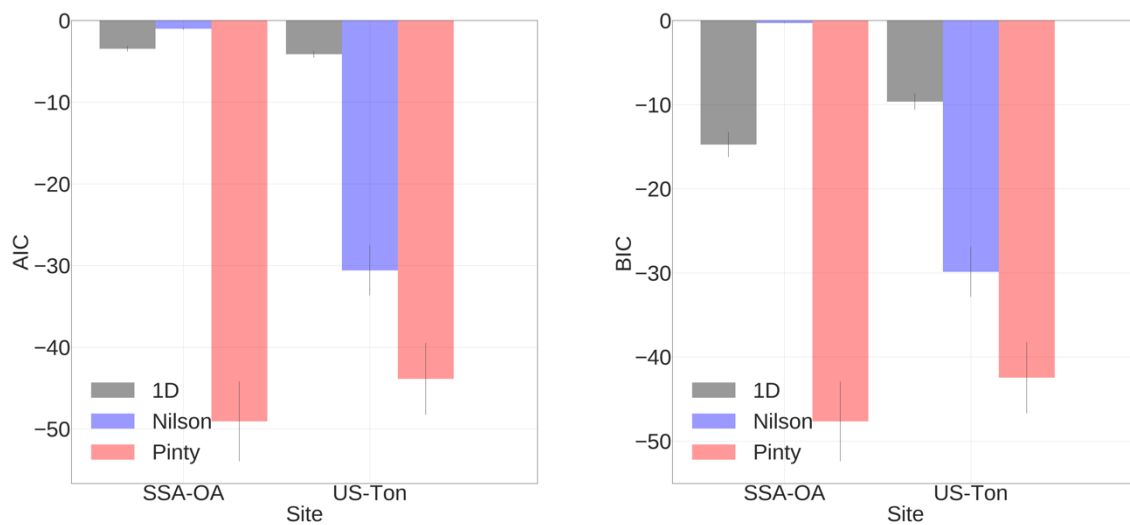 0
−10
−20
−30
−40
−50
AIC
1D
Nilson
Pinty
SSA-OA
US-Ton
Site
0
−10
−20
−30
−40
−50
BIC
1D
Nilson
Pinty
SSA-OA
US-Ton
Site